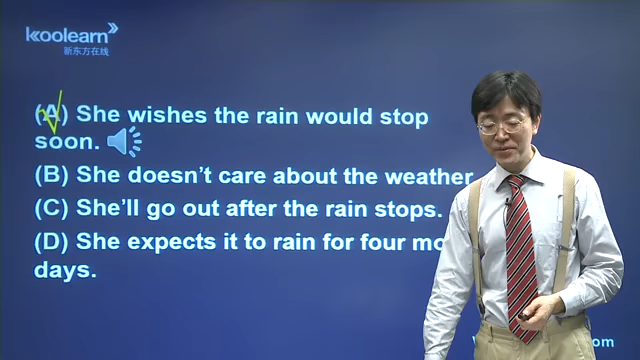 koolearn
新东方在线
(A) She wishes the rain would stop
soon.
(B) She doesn't care about the weather
(C) She'll go out after the rain stops.
(D) She expects it to rain for four
days.